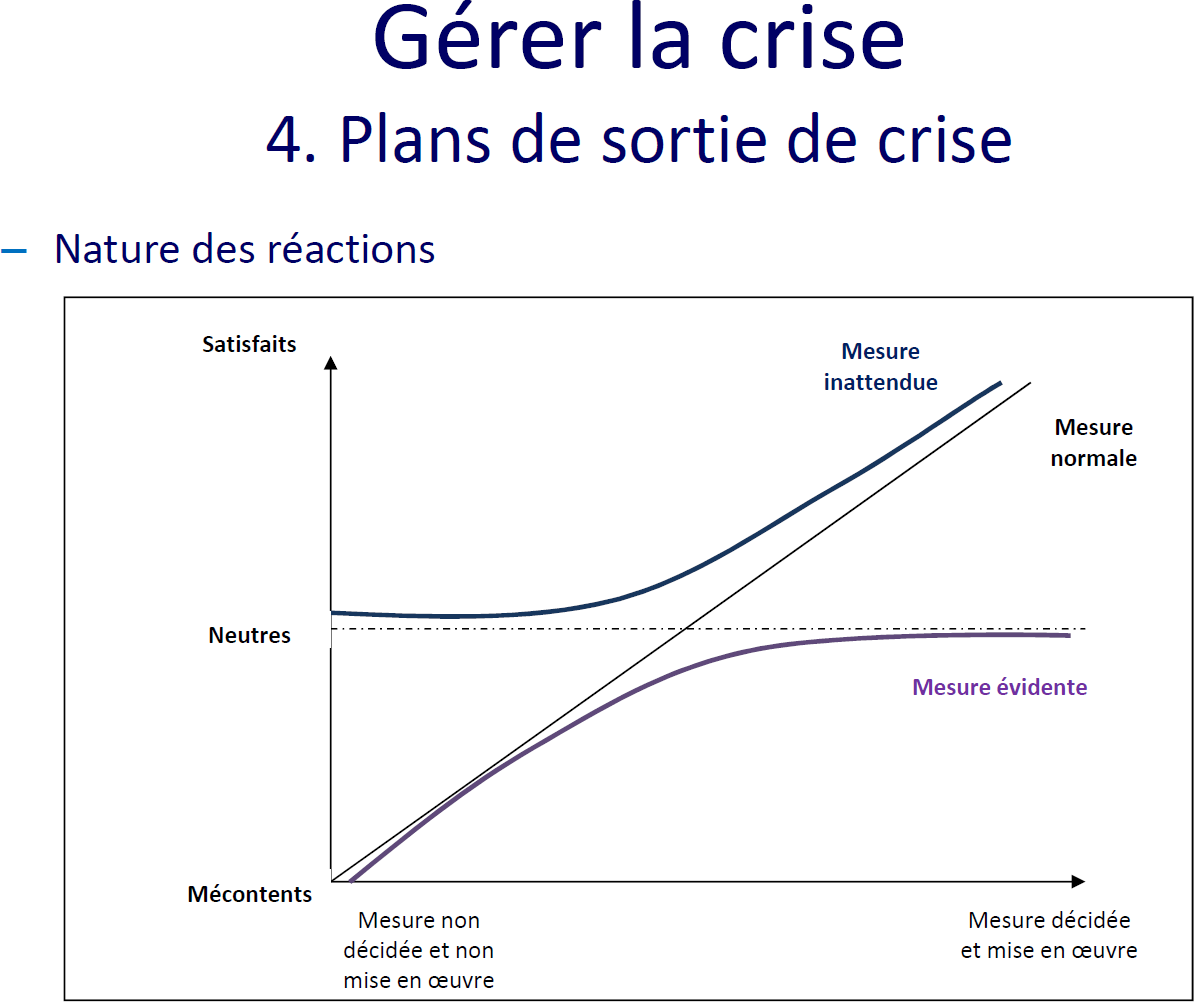 Gérer la crise
4. Plans de sortie de crise
– Nature des réactions
Satisfaits
Mesure
inattendue
Mesure
normale
Neutres
Mesure évidente
Mécontents
Mesure non
décidée et non
mise en œuvre
Mesure décidée
et mise en œuvre